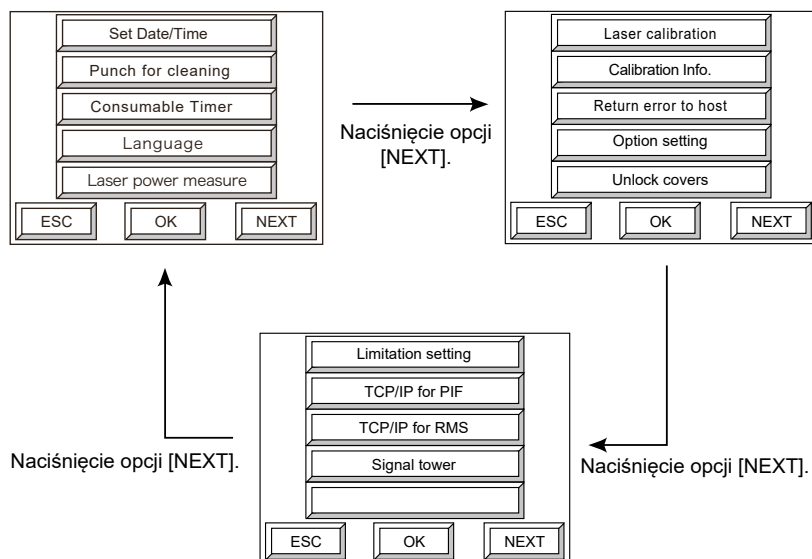 Set Date/Time
Punch for cleaning
Consumable Timer
Language
Laser power measure
ESC OK NEXT
Naciśnięcie opcji
[NEXT].
Laser calibration
Calibration Info.
Return error to host
Option setting
Unlock covers
ESC OK NEXT
Naciśnięcie opcji [NEXT].
Limitation setting
TCP/IP for PIF
TCP/IP for RMS
Signal tower
ESC OK NEXT
Naciśnięcie opcji [NEXT].